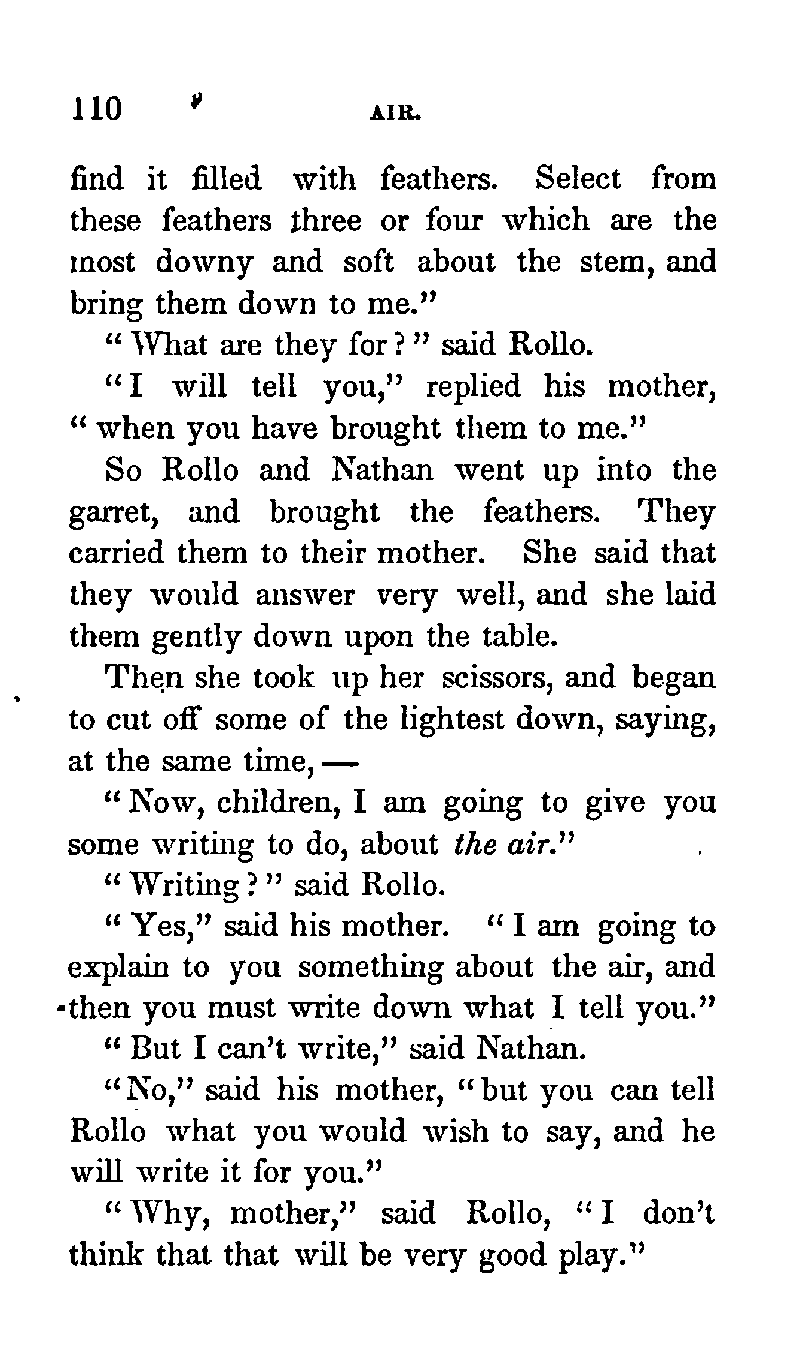 110 AIR.
find it filled with feathers. Select from
these feathers three or four which are the
most downy and soft about the stem, and
bring them down to me.”
“ What are they for ? ” said Rollo.
“ I will tell you,” replied his mother,
“ when you have brought them to me.”
So Rollo and Nathan went up into the
garret, and brought the feathers. They
carried them to their mother. She said that
they would answer very well, and she laid
them gently down upon the table.
Then she took up her scissors, and began
to cut off some of the lightest down, saying,
at the same time, —
“ Now, children, I am going to give you
some writing to do, about the air.”
“ Writing ? ” said Rollo.
“ Yes,” said his mother. “ I am going to
explain to you something about the air, and
then you must write down what I tell you.”
“ But I can’t write,” said Nathan.
“ No,” said his mother, “ but you can tell
Rollo what you would wish to say, and he
will write it for you.”
“ Why, mother,” said Rollo, “ I don’t
think that that will be very good play.”